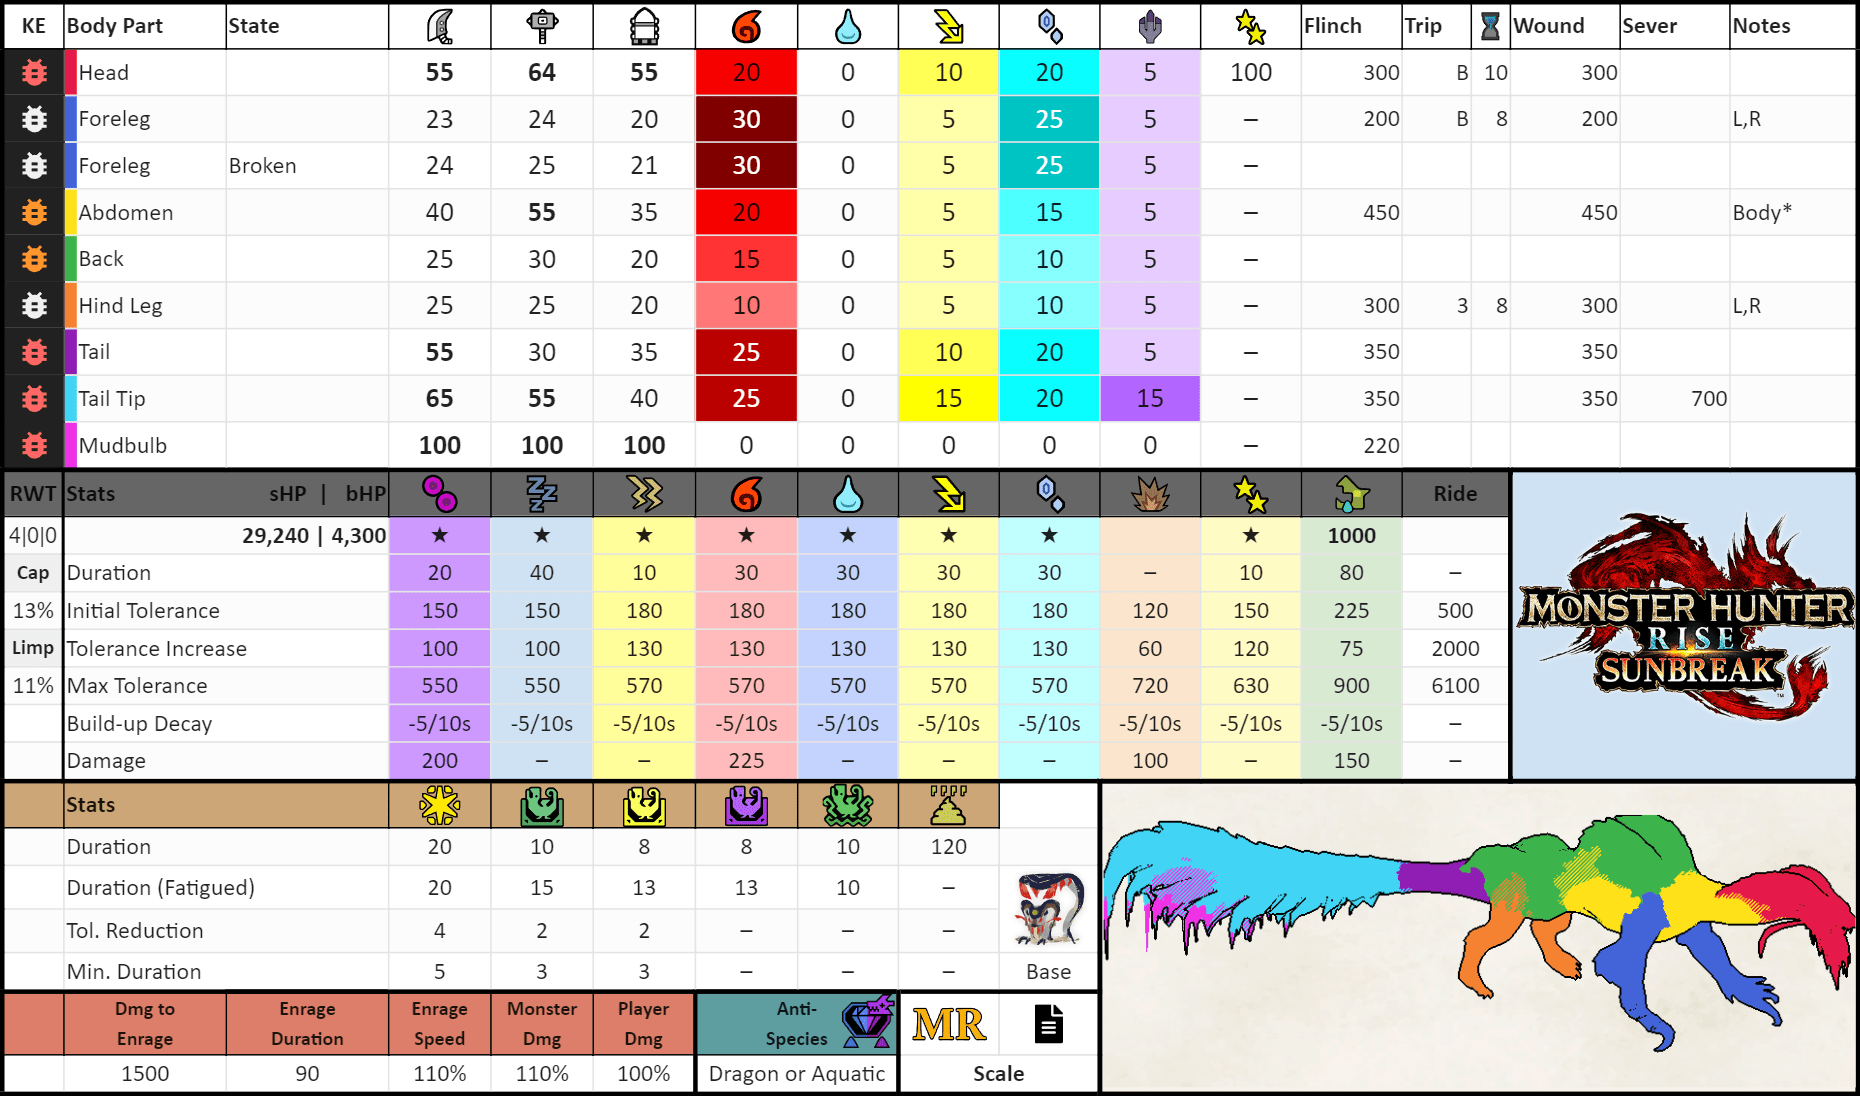 KE Body Part State Flinch Trip Wound Sever Notes
Head 55 64 55 20 0 10 20 5 100 300 B 10 300
Foreleg 23 24 20 30 0 5 25 5 – 200 B 8 200 L,R
Foreleg Broken 24 25 21 30 0 5 25 5 –
Abdomen 40 55 35 20 0 5 15 5 – 450 450 Body*
Back 25 30 20 15 0 5 10 5 –
Hind Leg 25 25 20 10 0 5 10 5 – 300 3 8 300 L,R
Tail 55 30 35 25 0 10 20 5 – 350 350
Tail Tip 65 55 40 25 0 15 20 15 – 350 350 700
Mudbulb 100 100 100 0 0 0 0 0 – 220
RWT Stats sHP | bHP Ride
4|0|0 29,240 | 4,300 ★ ★ ★ ★ ★ ★ ★ ★ 1000
Cap Duration 20 40 10 30 30 30 30 – 10 80 –
13% Initial Tolerance 150 150 180 180 180 180 180 120 150 225 500
Limp Tolerance Increase 100 100 130 130 130 130 130 60 120 75 2000
11% Max Tolerance 550 550 570 570 570 570 570 720 630 900 6100
Build-up Decay -5/10s -5/10s -5/10s -5/10s -5/10s -5/10s -5/10s -5/10s -5/10s -5/10s –
Damage 200 – – 225 – – – 100 – 150 –
MONSTER HUNTER
RISE
SUNBREAK
™
Stats
Duration 20 10 8 8 10 120
Duration (Fatigued) 20 15 13 13 10 –
Tol. Reduction 4 2 2 – – –
Min. Duration 5 3 3 – – – Base
Dmg to Enrage Enrage Monster Player Anti-
Enrage Duration Speed Dmg Dmg Species MR
1500 90 110% 110% 100% Dragon or Aquatic Scale